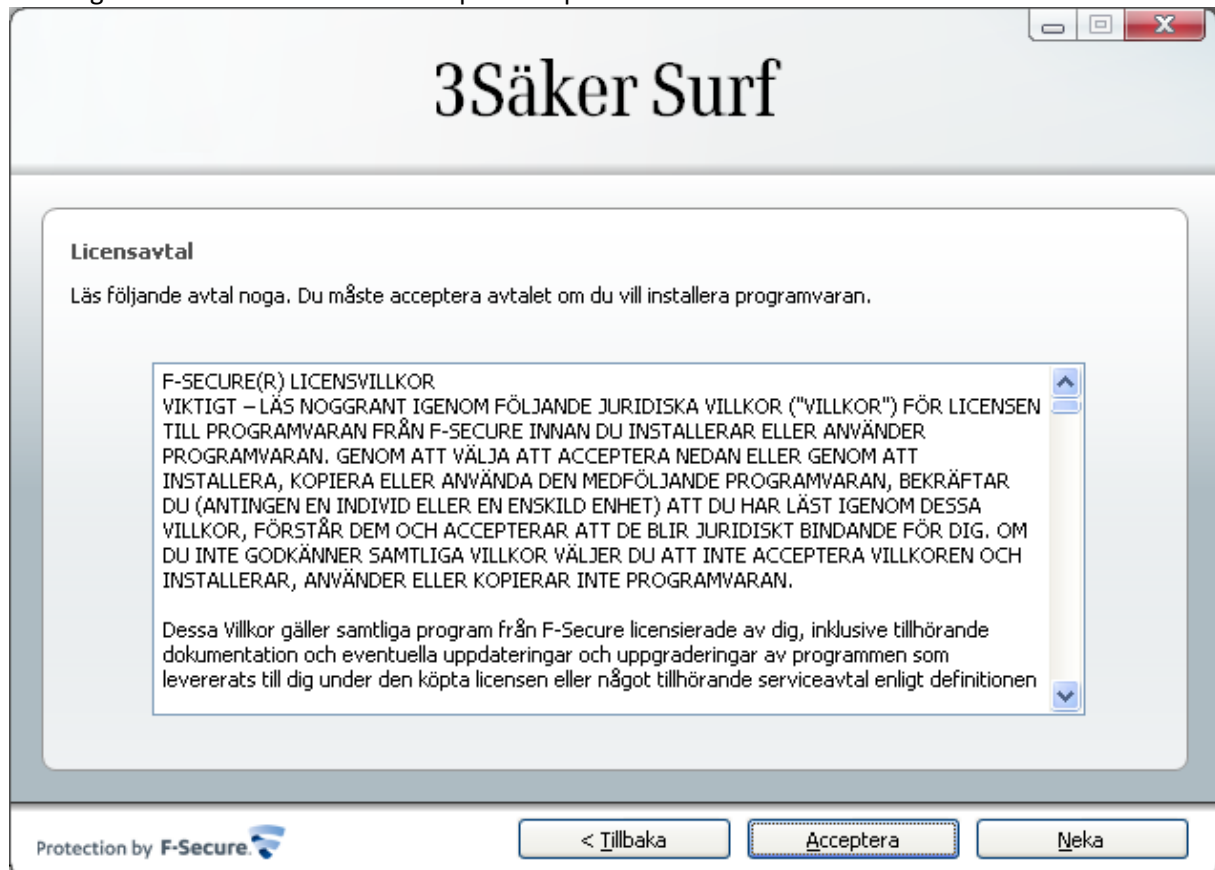 3Säker Surf
Licensavtal
Läs följande avtal noga. Du måste acceptera avtalet om du vill installera programvaran.
F-SECURE(R) LICENSVILLKOR
VIKTIGT – LÄS NOGGRANT IGENOM FÖLJANDE JURIDISKA VILLKOR ("VILLKOR") FÖR LICENSEN
TILL PROGRAMVARAN FRÅN F-SECURE INNAN DU INSTALLERAR ELLER ANVÄNDER
PROGRAMVARAN. GENOM ATT VÄLJA ATT ACCEPTERA NEDAN ELLER GENOM ATT
INSTALLERA, KOPIERA ELLER ANVÄNDA DEN MEDFÖLJANDE PROGRAMVARAN, BEKRÄFTAR
DU (ANTINGEN EN INDIVID ELLER EN ENSKILD ENHET) ATT DU HAR LÄST IGENOM DESSA
VILLKOR, FÖRSTÅR DEM OCH ACCEPTERAR ATT DE BLIR JURIDISKT BINDANDE FÖR DIG. OM
DU INTE GODKÄNNER SAMTLIGA VILLKOR VÄLJER DU ATT INTE ACCEPTERA VILLKOREN OCH
INSTALLERAR, ANVÄNDER ELLER KOPIERAR INTE PROGRAMVARAN.
Dessa Villkor gäller samtliga program från F-Secure licensierade av dig, inklusive tillhörande
dokumentation och eventuella uppdateringar och uppgraderingar av programmen som
levererats till dig under den köpta licensen eller något tillhörande serviceavtal enligt definitionen
Protection by F-Secure.
< Tillbaka
Acceptera
Neka